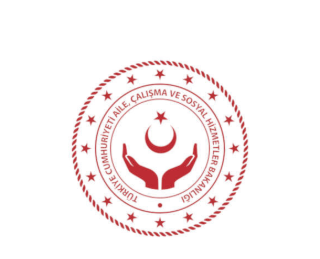 TÜRKİYE CUMHURİYETİ AİLE, ÇALIŞMA VE SOSYAL HİZMETLER BAKANLIĞI